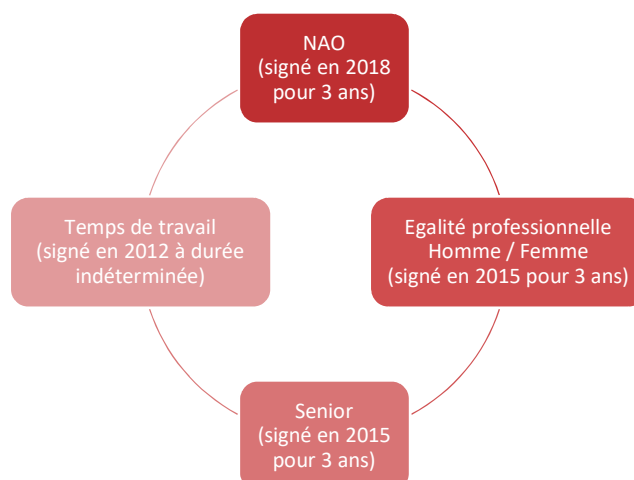 NAO
(signé en 2018
pour 3 ans)
Temps de travail
(signé en 2012 à durée
indéterminée)
Egalité professionnelle
Homme / Femme
(signé en 2015 pour 3 ans)
Senior
(signé en 2015
pour 3 ans)